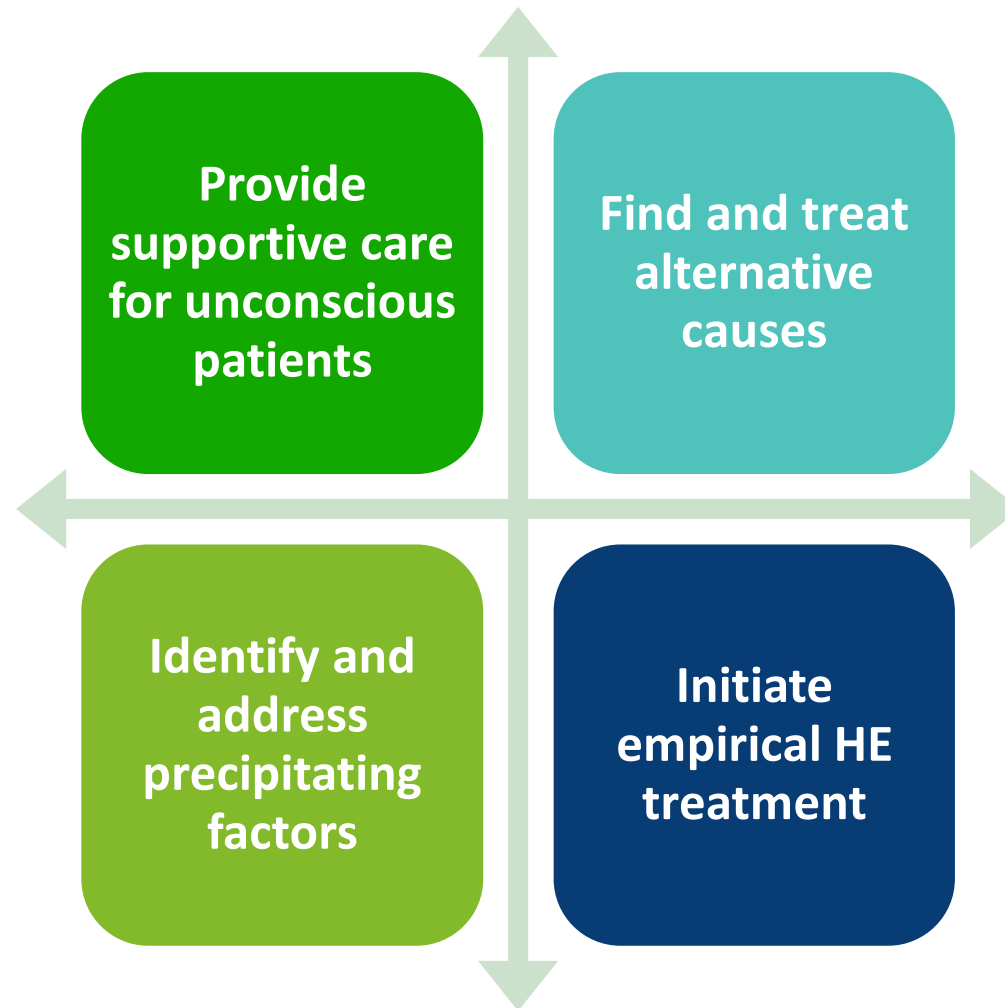 Provide
supportive care
for unconscious
patients
Find and treat
alternative
causes
Identify and
address
precipitating
factors
Initiate
empirical HE
treatment